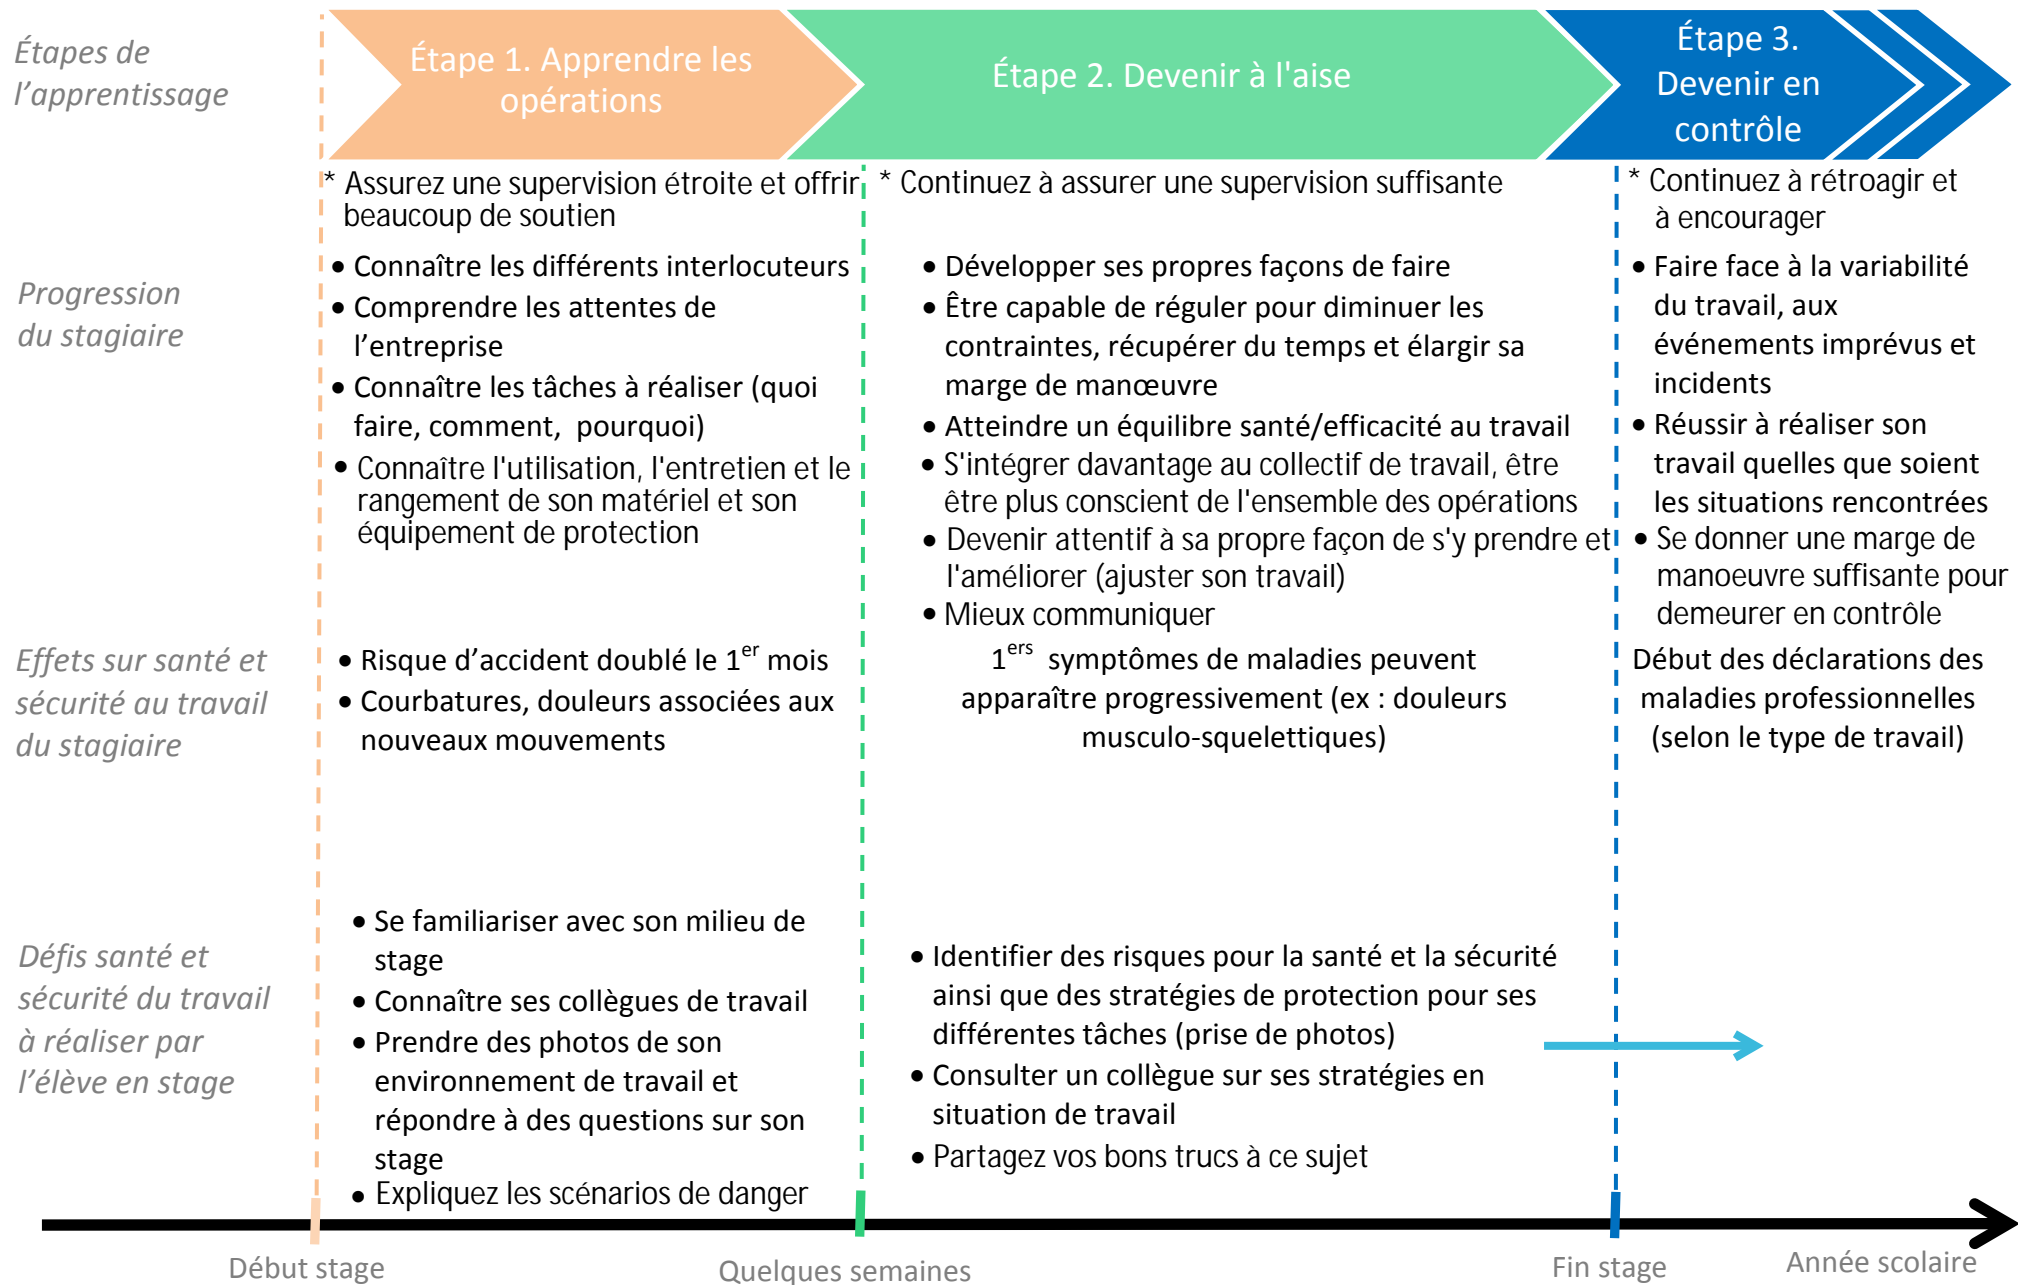 Étapes de
l’apprentissage
Étape 1. Apprendre les
opérations
Étape 2. Devenir à l'aise
Étape 3.
Devenir en
contrôle
Progression
du stagiaire
* Assurez une supervision étroite et offrir
beaucoup de soutien
• Connaître les différents interlocuteurs
• Comprendre les attentes de
l’entreprise
• Connaître les tâches à réaliser (quoi
faire, comment, pourquoi)
• Connaître l'utilisation, l'entretien et le
rangement de son matériel et son
équipement de protection
* Continuez à assurer une supervision suffisante
• Développer ses propres façons de faire
• Être capable de réguler pour diminuer les
contraintes, récupérer du temps et élargir sa
marge de manœuvre
• Atteindre un équilibre santé/efficacité au travail
• S'intégrer davantage au collectif de travail, être
être plus conscient de l'ensemble des opérations
• Devenir attentif à sa propre façon de s'y prendre et
l'améliorer (ajuster son travail)
• Mieux communiquer
* Continuez à rétroagir et
à encourager
• Faire face à la variabilité
du travail, aux
événements imprévus et
incidents
• Réussir à réaliser son
travail quelles que soient
les situations rencontrées
• Se donner une marge de
manoeuvre suffisante pour
demeurer en contrôle
Effets sur santé et
sécurité au travail
du stagiaire
• Risque d’accident doublé le 1er mois
• Courbatures, douleurs associées aux
nouveaux mouvements
1ers symptômes de maladies peuvent
apparaître progressivement (ex : douleurs
musculo-squelettiques)
Début des déclarations des
maladies professionnelles
(selon le type de travail)
Défis santé et
sécurité du travail
à réaliser par
l’élève en stage
• Se familiariser avec son milieu de
stage
• Connaître ses collègues de travail
• Prendre des photos de son
environnement de travail et
répondre à des questions sur son
stage
• Expliquez les scénarios de danger
• Identifier des risques pour la santé et la sécurité
ainsi que des stratégies de protection pour ses
différentes tâches (prise de photos)
• Consulter un collègue sur ses stratégies en
situation de travail
• Partagez vos bons trucs à ce sujet
Début stage
Quelques semaines
Fin stage
Année scolaire